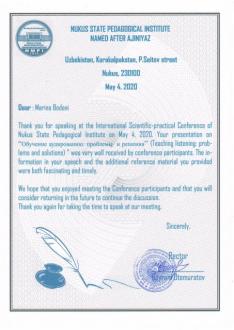 NUKUS STATE PEDAGOGICAL INSTITUTE
NAMED AFTER AJINIYAZ
Uzbekistan, Karakalpakstan, P.Seitov street
Nukus, 230100
May 4, 2020
Dear : Marina Bodani
Thank you for speaking at the International Scientific-practical Conference of
Nukus State Pedagogical Institute on May 4, 2020. Your presentation on
"Обучение аудированию: проблемы и решения" (Teaching listening: prob-
lems and solutions) " was very well received by conference participants. The in-
formation in your speech and the additional reference material you provided
were both fascinating and timely.
We hope that you enjoyed meeting the Conference participants and that you will
consider returning in the future to continue the discussion.
Thank you again for taking the time to speak at our meeting.
Sincerely,
Rector
Otemuratov